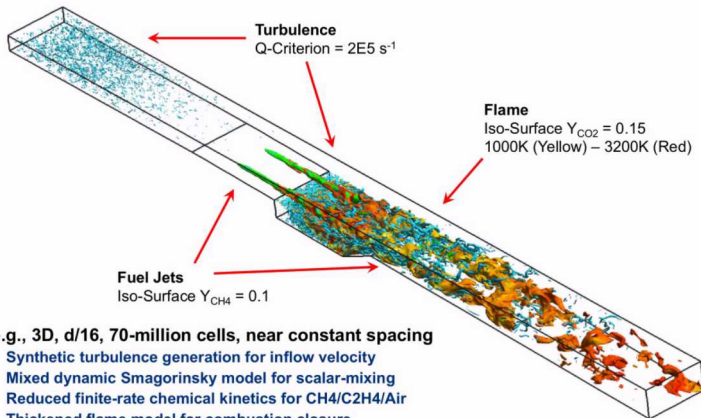 Turbulence
Q-Criterion = 2E5 s⁻¹
Flame
Iso-Surface Y_CO2 = 0.15
1000K (Yellow) – 3200K (Red)
Fuel Jets
Iso-Surface Y_CH4 = 0.1
.g., 3D, d/16, 70-million cells, near constant spacing
Synthetic turbulence generation for inflow velocity
Mixed dynamic Smagorinsky model for scalar-mixing
Reduced finite-rate chemical kinetics for CH4/C2H4/Air
Thickened flame model for combustion closure